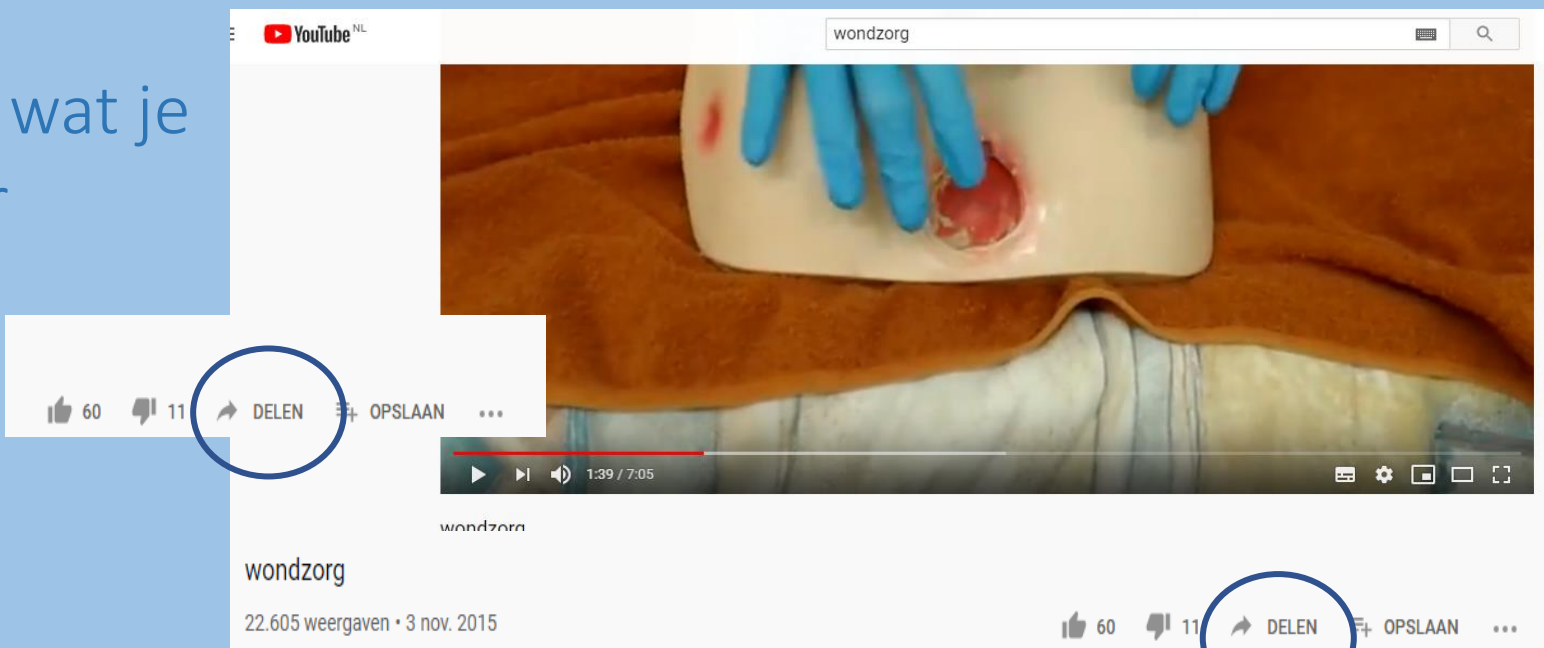 YouTube NL
wondzorg
wat je
60 11 DELEN OPSLAAN ...
1:39 / 7:05
wondzorg
wondzorg
22.605 weergaven • 3 nov. 2015
60 11 DELEN OPSLAAN ...